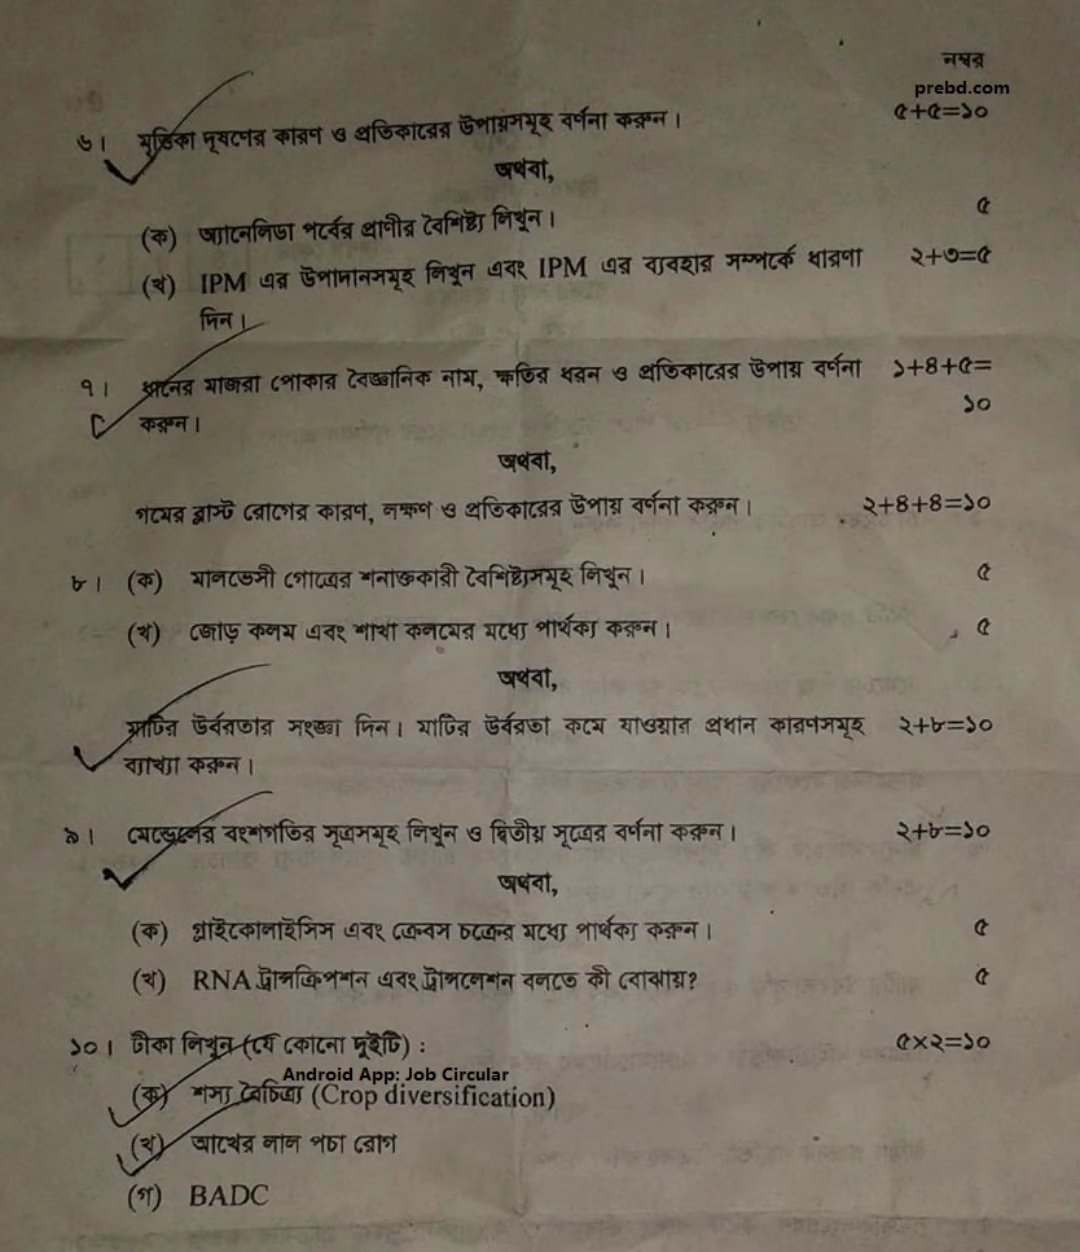 নম্বর
prebd.com
৬। মৃত্তিকা দূষণের কারণ ও প্রতিকারের উপায়সমূহ বর্ণনা করুন। ৫+৫=১০
অথবা,
(ক) অ্যানেলিডা পর্বের প্রাণীর বৈশিষ্ট্য লিখুন। ৫
(খ) IPM এর উপাদানসমূহ লিখুন এবং IPM এর ব্যবহার সম্পর্কে ধারণা ২+৩=৫
দিন।
৭। ধানের মাজরা পোকার বৈজ্ঞানিক নাম, ক্ষতির ধরন ও প্রতিকারের উপায় বর্ণনা ১+৪+৫=
করুন। ১০
অথবা,
গমের ব্লাস্ট রোগের কারণ, লক্ষণ ও প্রতিকারের উপায় বর্ণনা করুন। ২+৪+৪=১০
৮। (ক) মালভেসী গোত্রের শনাক্তকারী বৈশিষ্ট্যসমূহ লিখুন। ৫
(খ) জোড় কলম এবং শাখা কলমের মধ্যে পার্থক্য করুন। ৫
অথবা,
মাটির উর্বরতার সংজ্ঞা দিন। মাটির উর্বরতা কমে যাওয়ার প্রধান কারণসমূহ ২+৮=১০
ব্যাখ্যা করুন।
৯। মেন্ডেলের বংশগতির সূত্রসমূহ লিখুন ও দ্বিতীয় সূত্রের বর্ণনা করুন। ২+৮=১০
অথবা,
(ক) গ্লাইকোলাইসিস এবং ক্রেবস চক্রের মধ্যে পার্থক্য করুন। ৫
(খ) RNA ট্রান্সক্রিপশন এবং ট্রান্সলেশন বলতে কী বোঝায়? ৫
১০। টীকা লিখুন (যে কোনো দুইটি) : ৫×২=১০
Android App: Job Circular
(ক) শস্য বৈচিত্র্য (Crop diversification)
(খ) আখের লাল পচা রোগ
(গ) BADC